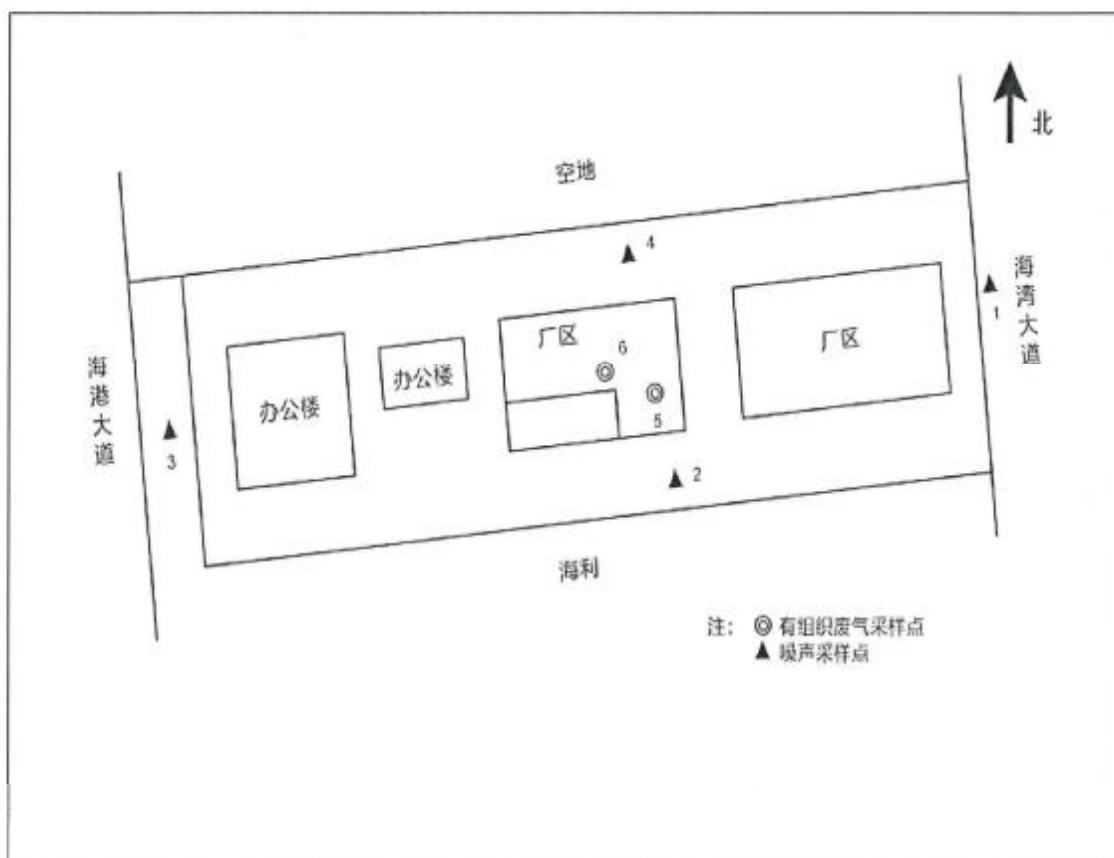 北
空地
4
海湾大道
1
厂区
6
厂区
办公楼
办公楼
海港大道
5
3
2
海利
注： ◎ 有组织废气采样点
▲ 噪声采样点